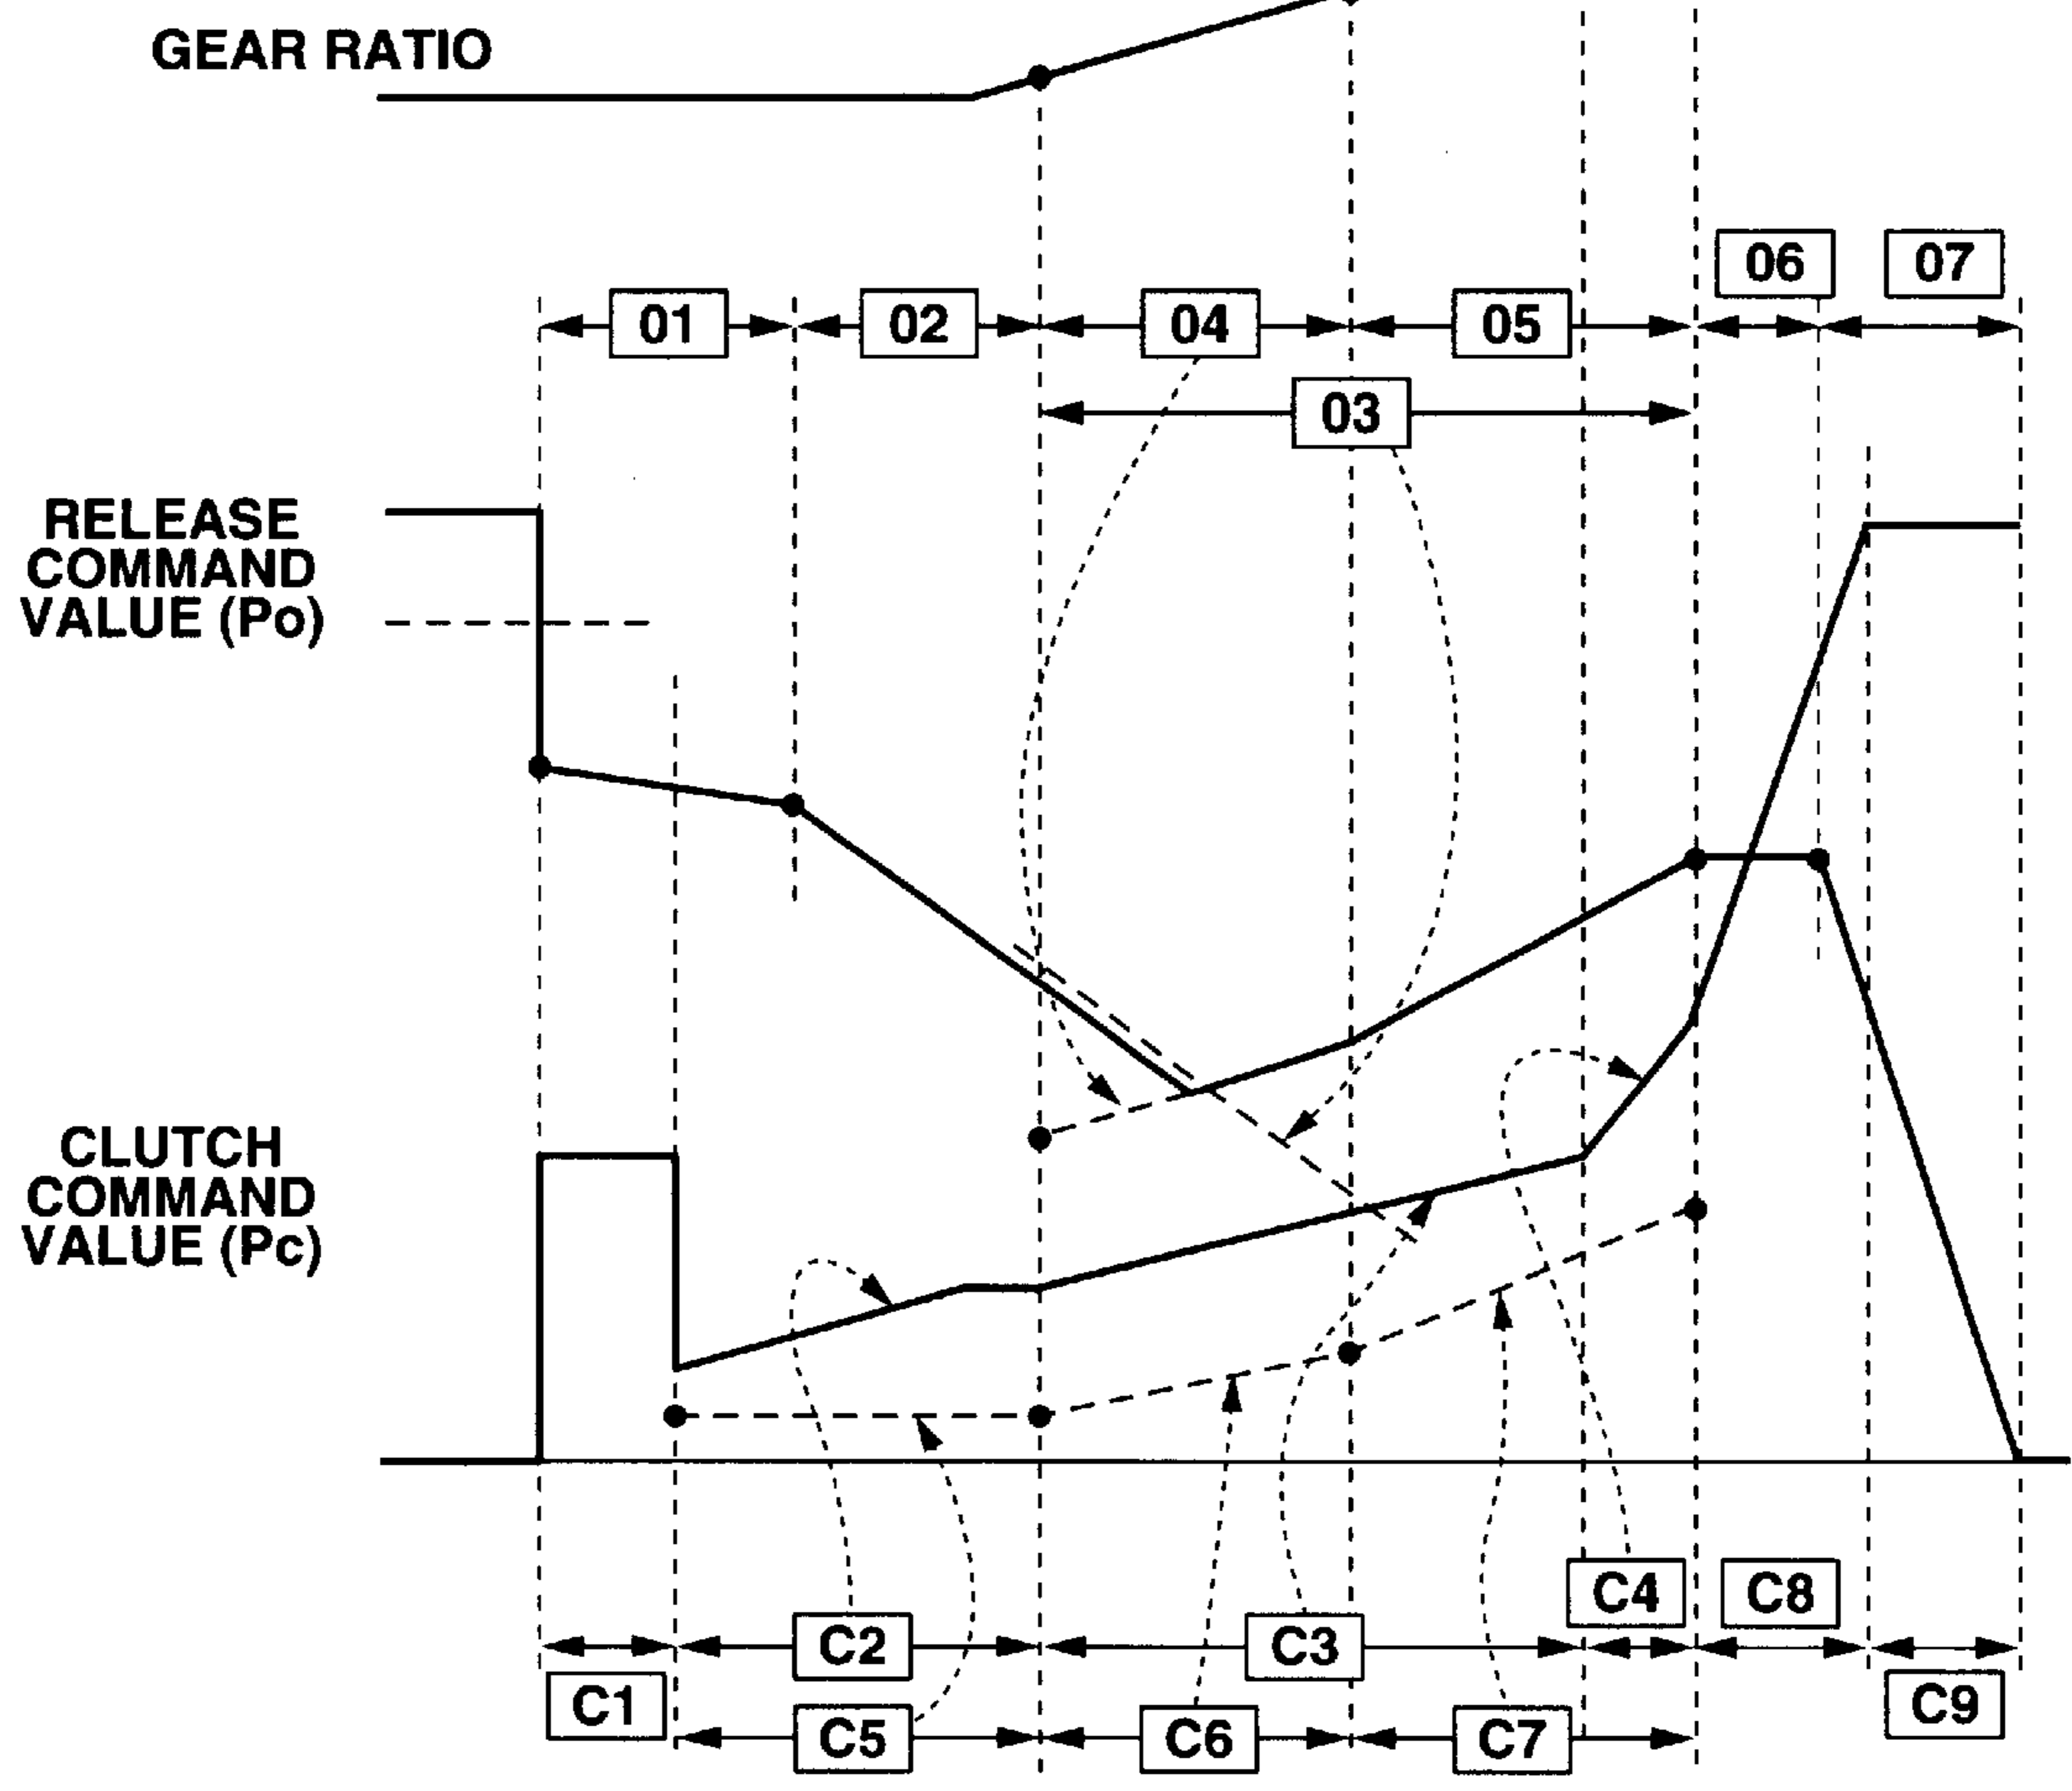 GEAR RATIO
06
07
01
02
04
05
03
RELEASE
COMMAND
VALUE (Po)
CLUTCH
COMMAND
VALUE (Pc)
C4
C8
C2
C3
C1
C9
C5
C6
C7